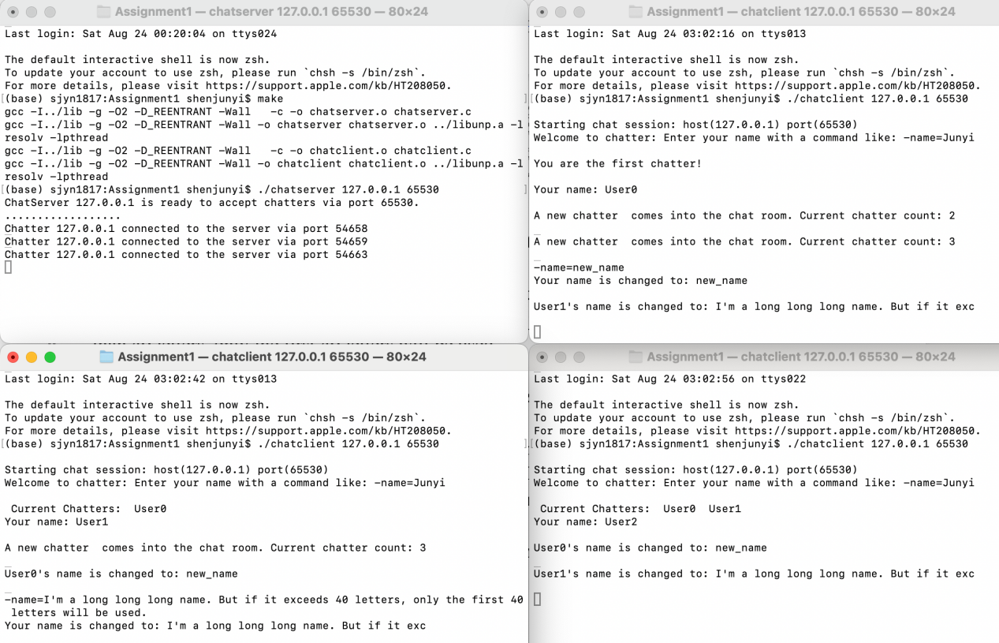 Assignment1 — chatserver 127.0.0.1 65530 — 80×24
Last login: Sat Aug 24 00:20:04 on ttys024
The default interactive shell is now zsh.
To update your account to use zsh, please run `chsh -s /bin/zsh`.
For more details, please visit https://support.apple.com/kb/HT208050.
[(base) sjyn1817:Assignment1 shenjunyi$ make ]
gcc -I../lib -g -O2 -D_REENTRANT -Wall   -c -o chatserver.o chatserver.c
gcc -I../lib -g -O2 -D_REENTRANT -Wall -o chatserver chatserver.o ../libunp.a -l
resolv -lpthread
gcc -I../lib -g -O2 -D_REENTRANT -Wall   -c -o chatclient.o chatclient.c
gcc -I../lib -g -O2 -D_REENTRANT -Wall -o chatclient chatclient.o ../libunp.a -l
resolv -lpthread
[(base) sjyn1817:Assignment1 shenjunyi$ ./chatserver 127.0.0.1 65530 ]
ChatServer 127.0.0.1 is ready to accept chatters via port 65530.
..................
Chatter 127.0.0.1 connected to the server via port 54658
Chatter 127.0.0.1 connected to the server via port 54659
Chatter 127.0.0.1 connected to the server via port 54663
Assignment1 — chatclient 127.0.0.1 65530 — 80×24
Last login: Sat Aug 24 03:02:16 on ttys013
The default interactive shell is now zsh.
To update your account to use zsh, please run `chsh -s /bin/zsh`.
For more details, please visit https://support.apple.com/kb/HT208050.
[(base) sjyn1817:Assignment1 shenjunyi$ ./chatclient 127.0.0.1 65530
Starting chat session: host(127.0.0.1) port(65530)
Welcome to chatter: Enter your name with a command like: -name=Junyi
You are the first chatter!
Your name: User0
A new chatter  comes into the chat room. Current chatter count: 2
A new chatter  comes into the chat room. Current chatter count: 3
-name=new_name
Your name is changed to: new_name
User1's name is changed to: I'm a long long long name. But if it exc
Assignment1 — chatclient 127.0.0.1 65530 — 80×24
Last login: Sat Aug 24 03:02:42 on ttys013
The default interactive shell is now zsh.
To update your account to use zsh, please run `chsh -s /bin/zsh`.
For more details, please visit https://support.apple.com/kb/HT208050.
[(base) sjyn1817:Assignment1 shenjunyi$ ./chatclient 127.0.0.1 65530 ]
Starting chat session: host(127.0.0.1) port(65530)
Welcome to chatter: Enter your name with a command like: -name=Junyi
 Current Chatters:  User0
Your name: User1
A new chatter  comes into the chat room. Current chatter count: 3
User0's name is changed to: new_name
-name=I'm a long long long name. But if it exceeds 40 letters, only the first 40
 letters will be used.
Your name is changed to: I'm a long long long name. But if it exc
Assignment1 — chatclient 127.0.0.1 65530 — 80×24
Last login: Sat Aug 24 03:02:56 on ttys022
The default interactive shell is now zsh.
To update your account to use zsh, please run `chsh -s /bin/zsh`.
For more details, please visit https://support.apple.com/kb/HT208050.
[(base) sjyn1817:Assignment1 shenjunyi$ ./chatclient 127.0.0.1 65530
Starting chat session: host(127.0.0.1) port(65530)
Welcome to chatter: Enter your name with a command like: -name=Junyi
 Current Chatters:  User0  User1
Your name: User2
User0's name is changed to: new_name
User1's name is changed to: I'm a long long long name. But if it exc